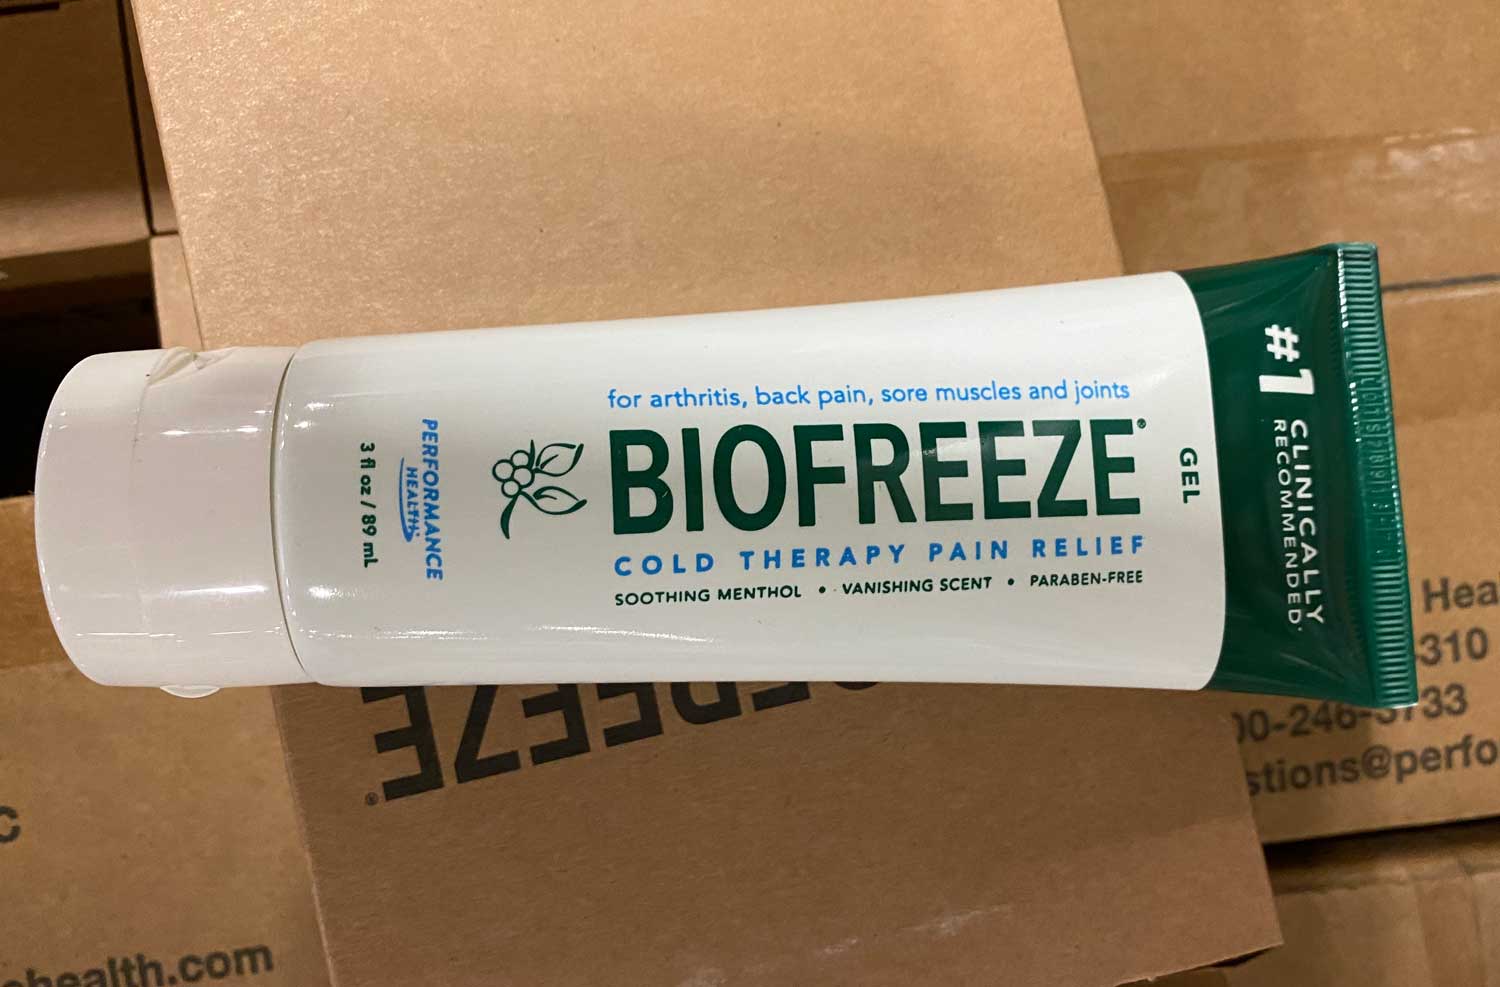 for arthritis, back pain, sore muscles and joints
BIOFREEZE®
COLD THERAPY PAIN RELIEF
SOOTHING MENTHOL • VANISHING SCENT • PARABEN-FREE
GEL
#1 CLINICALLY
RECOMMENDED
PERFORMANCE
HEALTH
3 fl oz / 89 mL
EEZE®
Hea
310
00-246-3733
stions@perfo
health.com